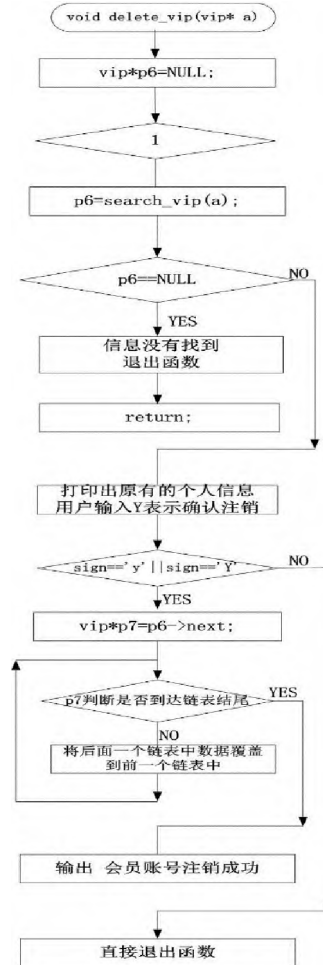 void delete_vip(vip* a)
vip*p6=NULL;
1
p6=search_vip(a);
p6==NULL
NO
YES
信息没有找到
退出函数
return;
打印出原有的个人信息
用户输入Y表示确认注销
sign=='y'||sign=='Y'
NO
YES
vip*p7=p6->next;
p7判断是否到达链表结尾
YES
NO
将后面一个链表中数据覆盖
到前一个链表中
输出 会员账号注销成功
直接退出函数